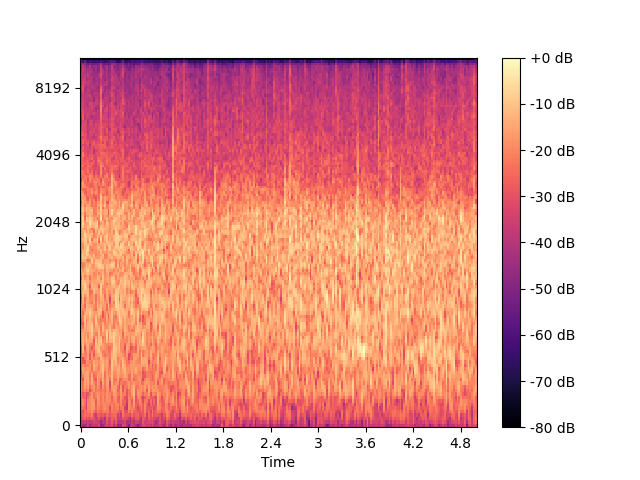 8192
4096
2048
1024
512
0
Hz
0 0.6 1.2 1.8 2.4 3 3.6 4.2 4.8
Time
+0 dB
-10 dB
-20 dB
-30 dB
-40 dB
-50 dB
-60 dB
-70 dB
-80 dB